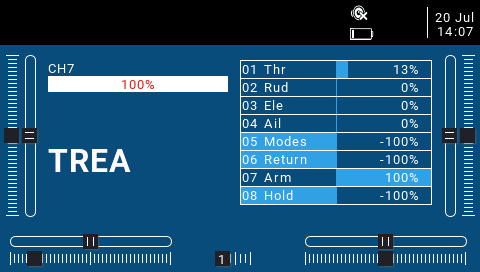 20 Jul
14:07
CH7
100%
TREA
01 Thr 13%
02 Rud 0%
03 Ele 0%
04 Ail 0%
05 Modes -100%
06 Return -100%
07 Arm 100%
08 Hold -100%
1